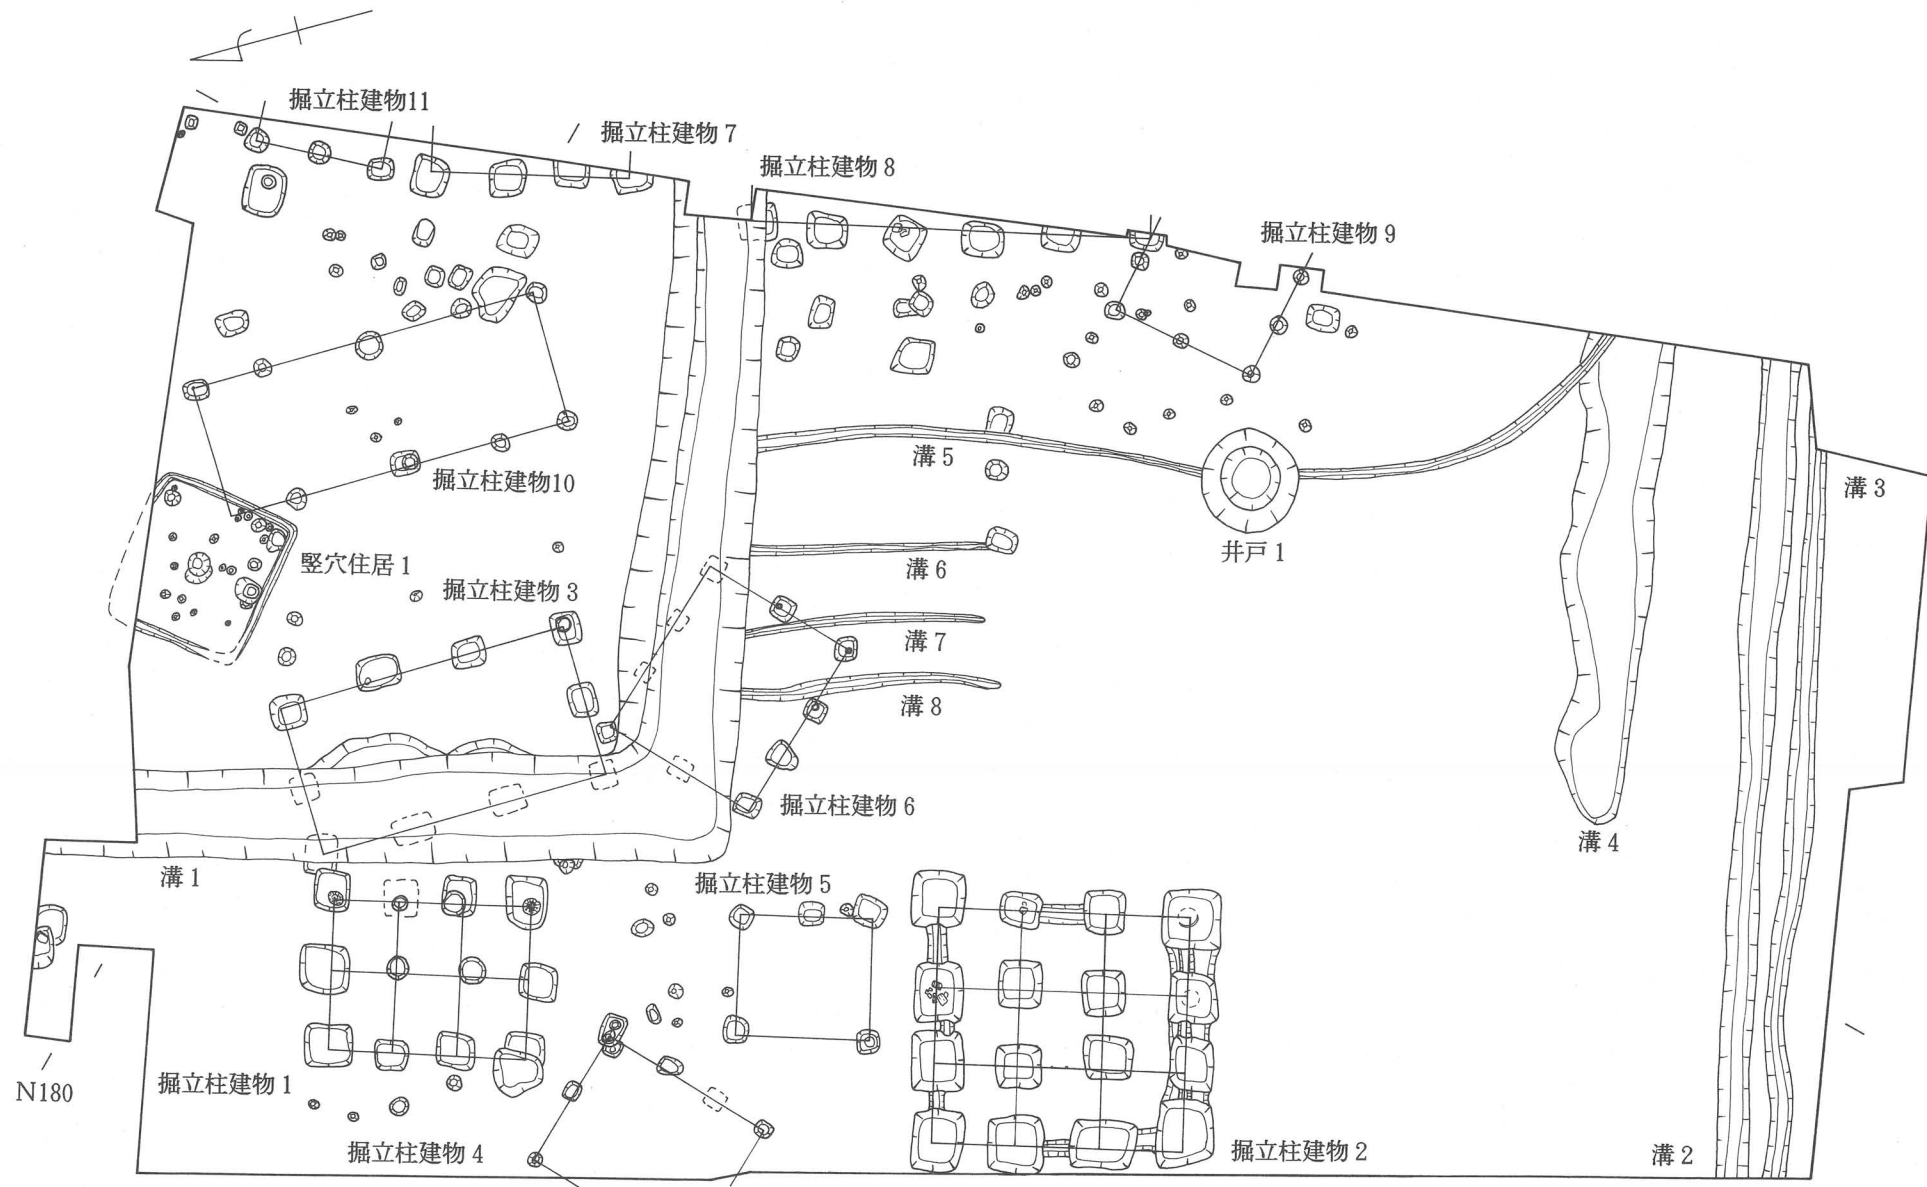 掘立柱建物11
掘立柱建物 7
掘立柱建物 8
掘立柱建物 9
溝 5
掘立柱建物10
溝 3
井戸 1
竪穴住居 1
溝 6
掘立柱建物 3
溝 7
溝 8
掘立柱建物 6
溝 4
溝 1
掘立柱建物 5
N180
掘立柱建物 1
掘立柱建物 4
掘立柱建物 2
溝 2